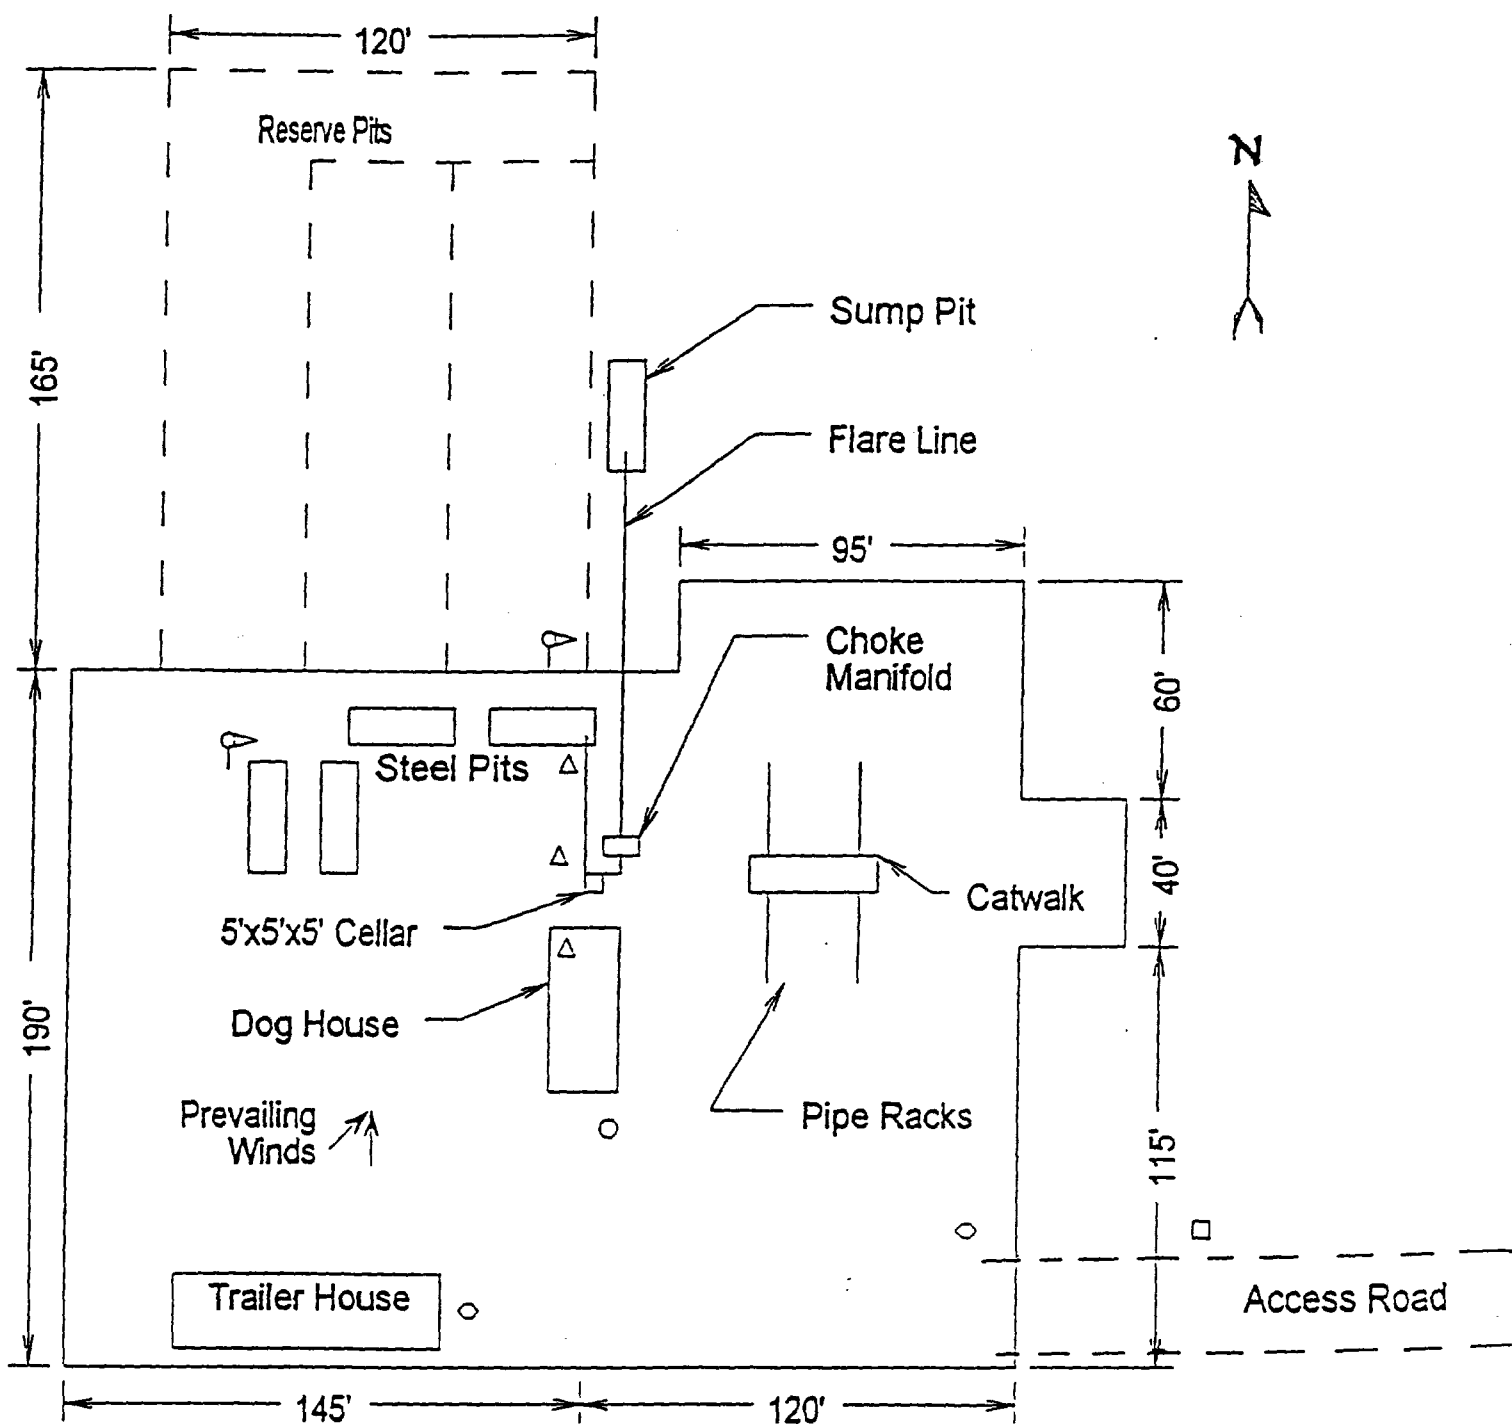 120'
Reserve Pits
N
165'
Sump Pit
Flare Line
95'
Choke
Manifold
60'
Steel Pits
40'
Catwalk
5'x5'x5' Cellar
190'
Dog House
Prevailing
Winds
Pipe Racks
115'
Trailer House
Access Road
145'
120'